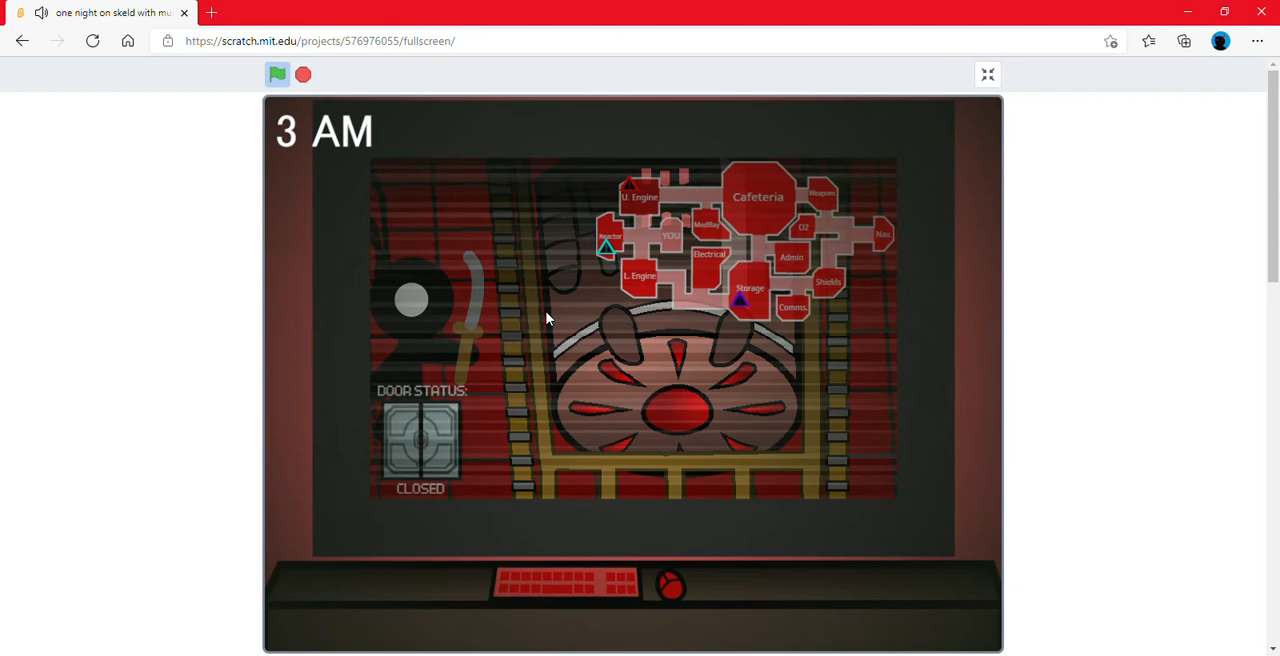 one night on skeld with mu
https://scratch.mit.edu/projects/576976055/fullscreen/
3 AM
U. Engine
Cafeteria
Weapons
Reactor
YOU
MedBay
O2
Nav.
Electrical
Admin
L. Engine
Storage
Shields
Comms.
DOOR STATUS:
CLOSED